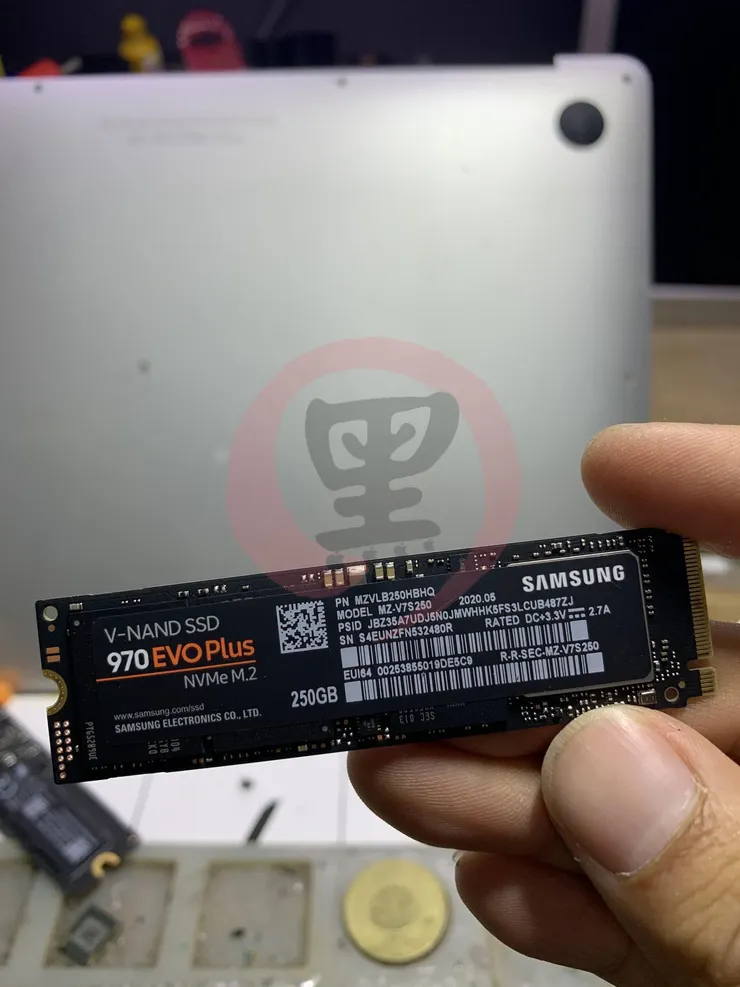 黑
SAMSUNG
V-NAND SSD
970 EVO Plus
NVMe M.2
PN MZVLB250HBHQ 2020.05
MODEL MZ-V7S250
PSID JBZ35A7UDJ5N0JMWHHK5FS3LCUB487ZJ
SN S4EUNZFN532480R RATED DC+3.3V 2.7A
EUI64 00253855019DE5C9 R-R-SEC-MZ-V7S250
250GB
www.samsung.com/ssd
SAMSUNG ELECTRONICS CO., LTD.